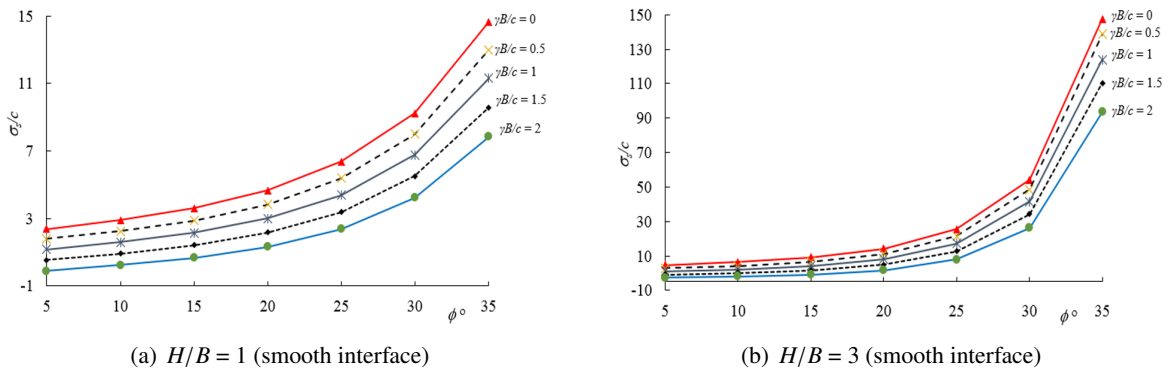 15
11
7
3
-1
σs/c
5 10 15 20 25 30 35
ϕ°
γB/c = 0
γB/c = 0.5
γB/c = 1
γB/c = 1.5
γB/c = 2
(a) H/B = 1 (smooth interface)
150
130
110
90
70
50
30
10
-10
σs/c
5 10 15 20 25 30 35
ϕ°
γB/c = 0
γB/c = 0.5
γB/c = 1
γB/c = 1.5
γB/c = 2
(b) H/B = 3 (smooth interface)